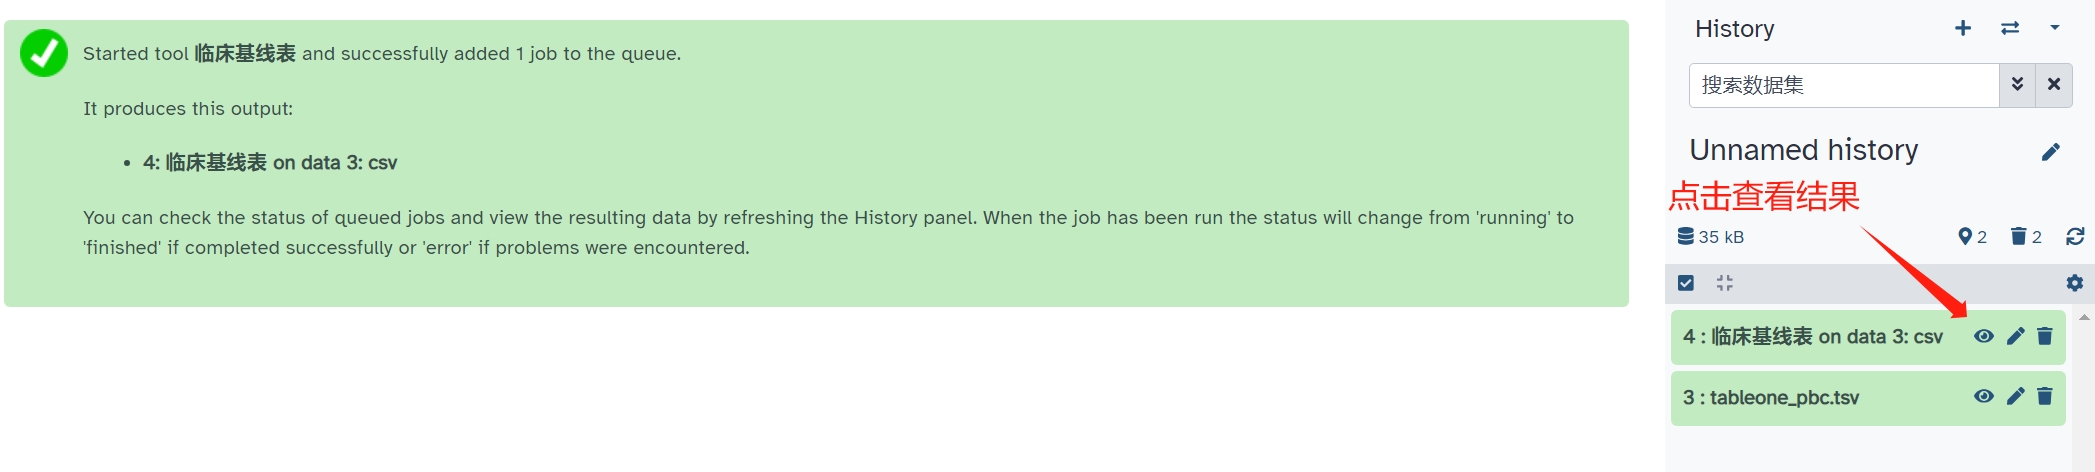 Started tool 临床基线表 and successfully added 1 job to the queue.
It produces this output:
• 4: 临床基线表 on data 3: csv
You can check the status of queued jobs and view the resulting data by refreshing the History panel. When the job has been run the status will change from 'running' to
'finished' if completed successfully or 'error' if problems were encountered.
History
搜索数据集
Unnamed history
点击查看结果
35 kB 2 2
4 : 临床基线表 on data 3: csv
3 : tableone_pbc.tsv